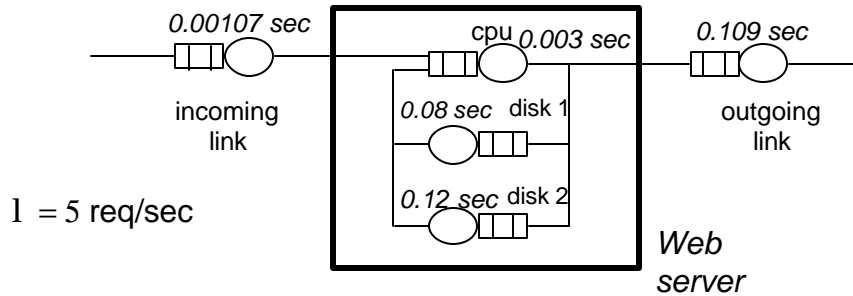 0.00107 sec
cpu 0.003 sec
0.109 sec
incoming
link
0.08 sec disk 1
outgoing
link
0.12 sec disk 2
l = 5 req/sec
Web
server